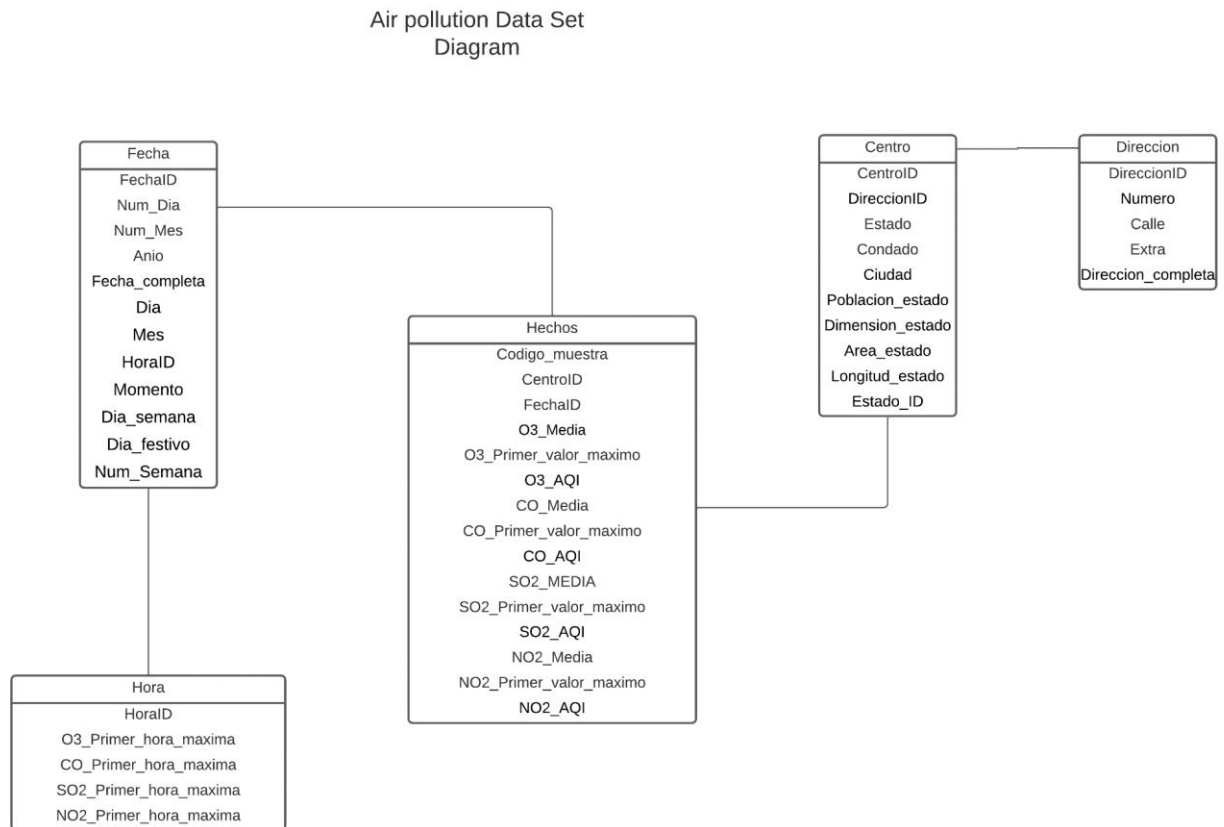 Air pollution Data Set
Diagram
Fecha
FechaID
Num_Dia
Num_Mes
Anio
Fecha_completa
Dia
Mes
HoraID
Momento
Dia_semana
Dia_festivo
Num_Semana
Hora
HoraID
O3_Primer_hora_maxima
CO_Primer_hora_maxima
SO2_Primer_hora_maxima
NO2_Primer_hora_maxima
Hechos
Codigo_muestra
CentroID
FechaID
O3_Media
O3_Primer_valor_maximo
O3_AQI
CO_Media
CO_Primer_valor_maximo
CO_AQI
SO2_MEDIA
SO2_Primer_valor_maximo
SO2_AQI
NO2_Media
NO2_Primer_valor_maximo
NO2_AQI
Centro
CentroID
DireccionID
Estado
Condado
Ciudad
Poblacion_estado
Dimension_estado
Area_estado
Longitud_estado
Estado_ID
Direccion
DireccionID
Numero
Calle
Extra
Direccion_completa